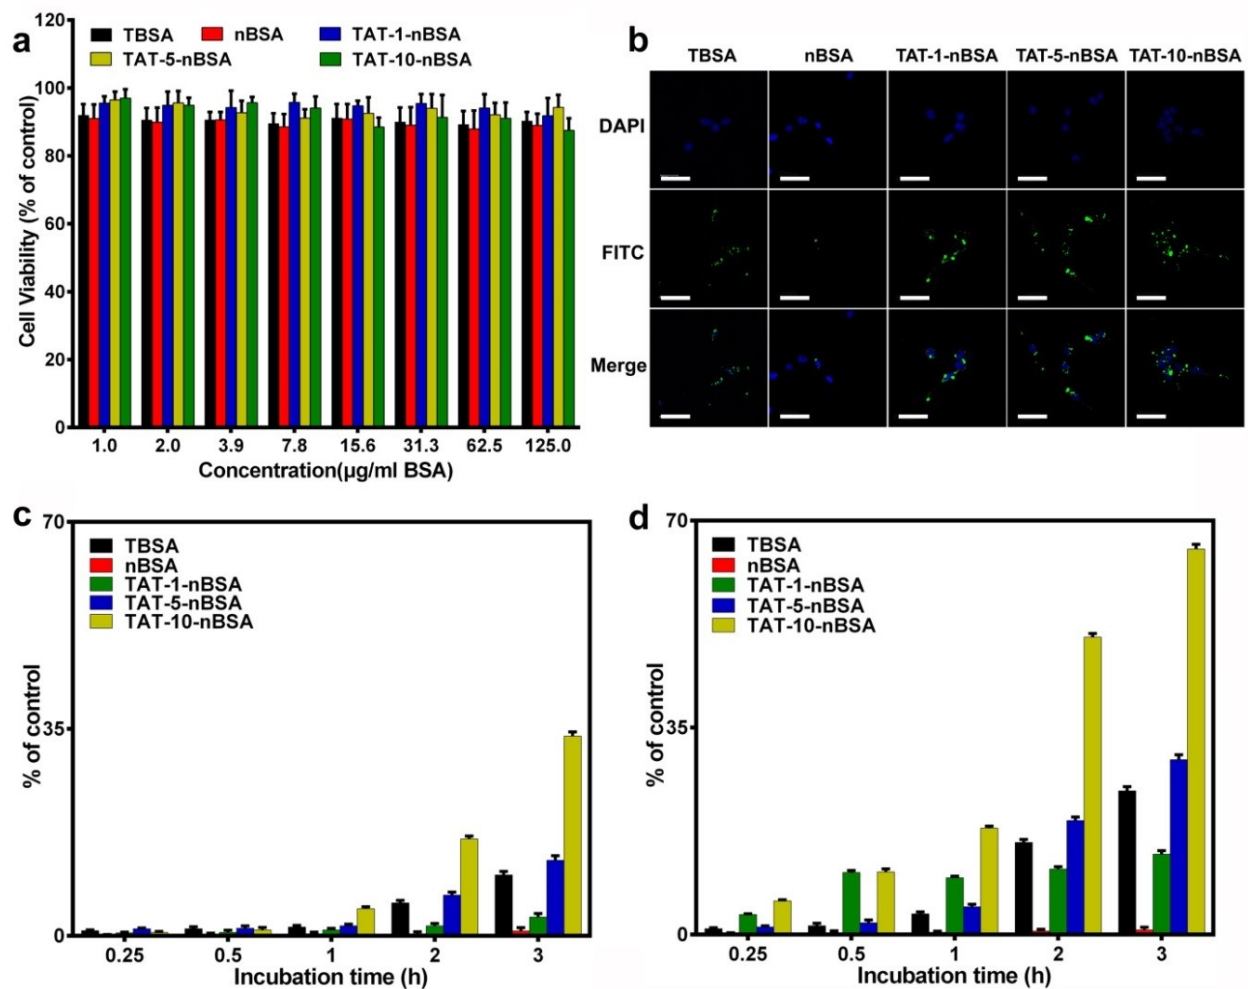 a
120
100
80
60
40
20
0
Cell Viability (% of control)
TBSA nBSA TAT-1-nBSA
TAT-5-nBSA TAT-10-nBSA
1.0 2.0 3.9 7.8 15.6 31.3 62.5 125.0
Concentration(µg/ml BSA)
b
TBSA nBSA TAT-1-nBSA TAT-5-nBSA TAT-10-nBSA
DAPI
FITC
Merge
c
70
35
0
% of control
TBSA
nBSA
TAT-1-nBSA
TAT-5-nBSA
TAT-10-nBSA
0.25 0.5 1 2 3
Incubation time (h)
d
70
35
0
% of control
TBSA
nBSA
TAT-1-nBSA
TAT-5-nBSA
TAT-10-nBSA
0.25 0.5 1 2 3
Incubation time (h)